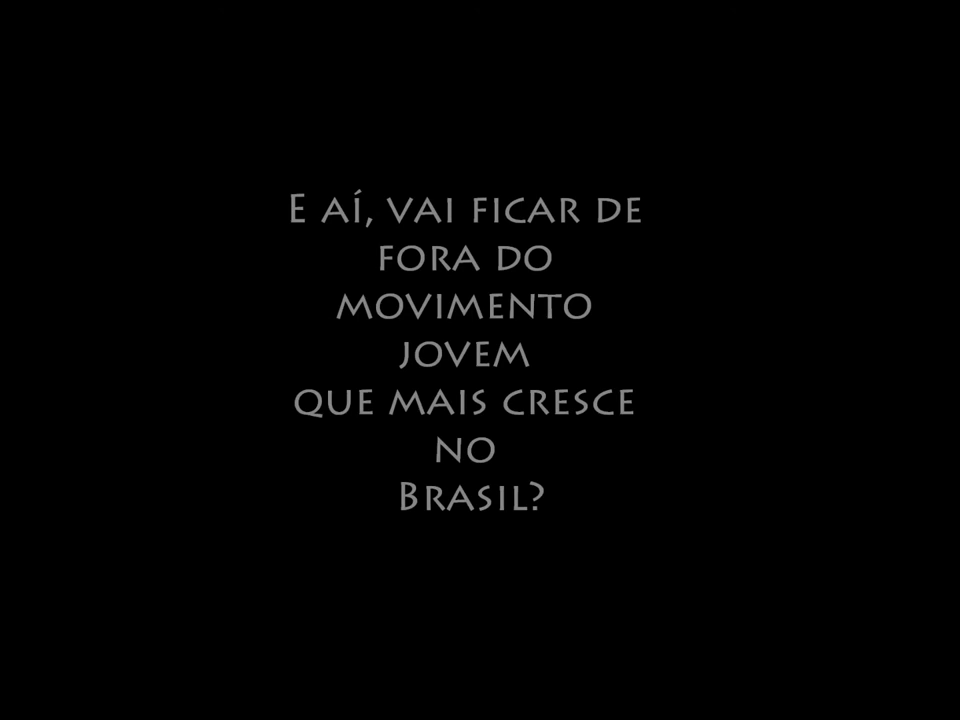 E aí, vai ficar de
fora do
movimento
jovem
que mais cresce
no
Brasil?